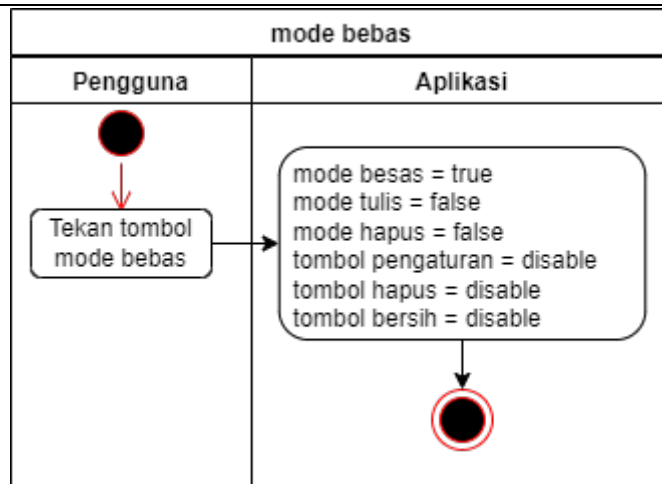 mode bebas
Pengguna
Aplikasi
Tekan tombol
mode bebas
mode besas = true
mode tulis = false
mode hapus = false
tombol pengaturan = disable
tombol hapus = disable
tombol bersih = disable